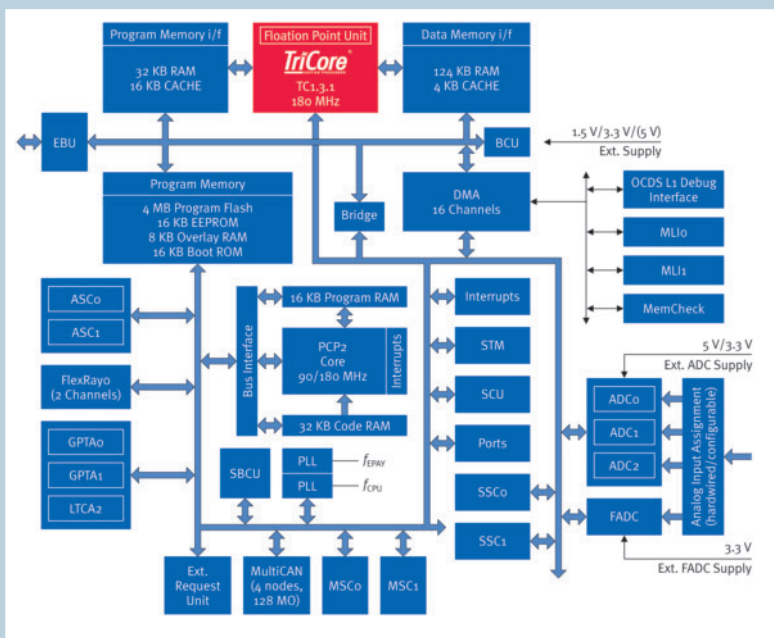 Program Memory i/f
32 KB RAM
16 KB CACHE
Floation Point Unit
TriCore
TC1.3.1
180 MHz
Data Memory i/f
124 KB RAM
4 KB CACHE
EBU
BCU
1.5 V/3.3 V/(5 V)
Ext. Supply
Program Memory
4 MB Program Flash
16 KB EEPROM
8 KB Overlay RAM
16 KB Boot ROM
Bridge
DMA
16 Channels
OCDS L1 Debug
Interface
MLI0
MLI1
MemCheck
ASC0
ASC1
FlexRay0
(2 Channels)
GPTA0
GPTA1
LTCA2
Bus Interface
16 KB Program RAM
PCP2
Core
90/180 MHz
Interrupts
32 KB Code RAM
SBCU
PLL
fEPAY
PLL
fCPU
Interrupts
STM
SCU
Ports
SSC0
SSC1
5 V/3.3 V
Ext. ADC Supply
ADC0
ADC1
ADC2
FADC
Analog Input Assignment
(hardwired/configurable)
3.3 V
Ext. FADC Supply
Ext.
Request
Unit
MultiCAN
(4 nodes,
128 MO)
MSC0
MSC1